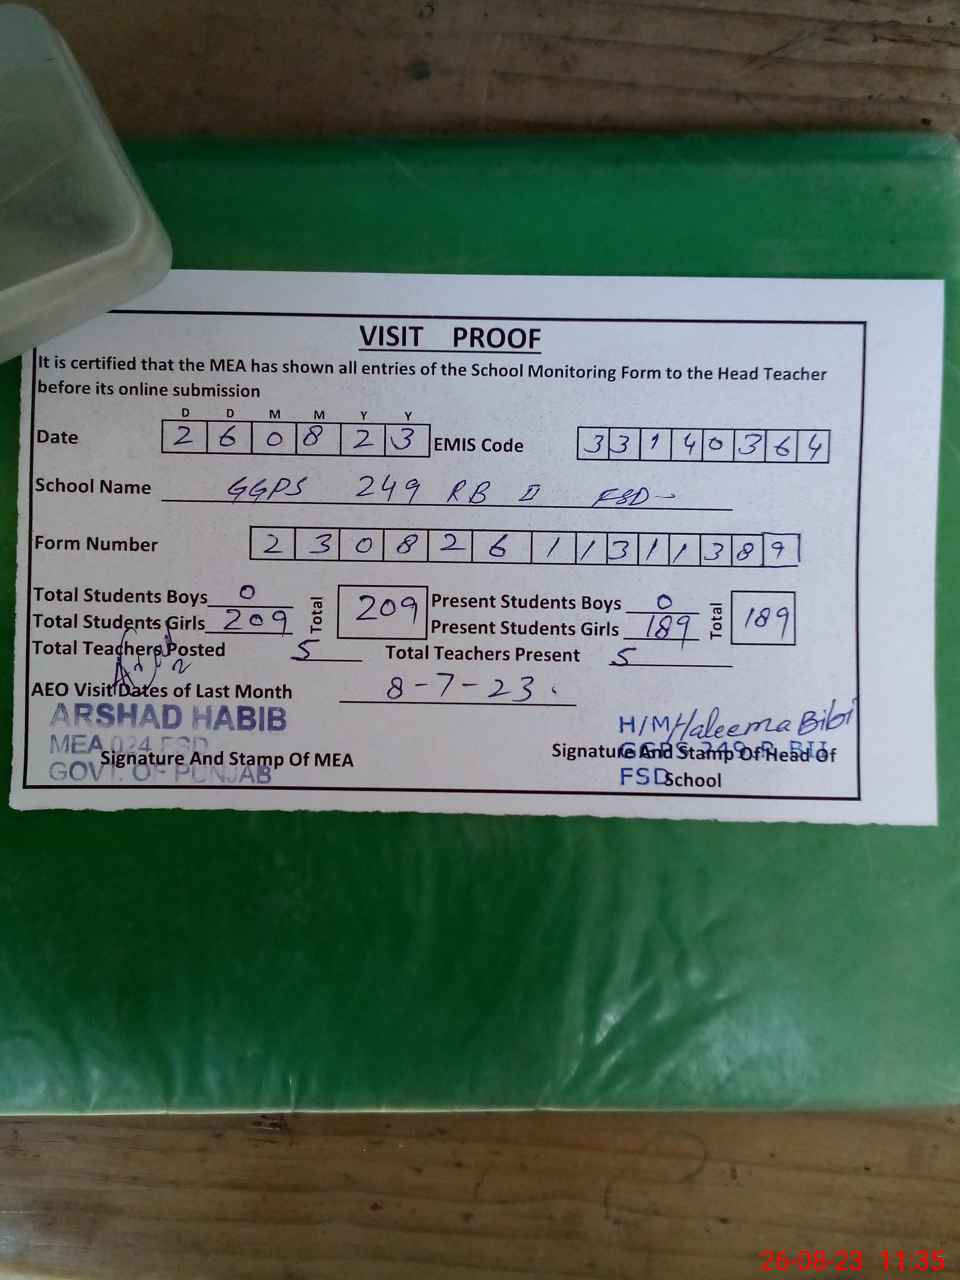 VISIT PROOF
It is certified that the MEA has shown all entries of the School Monitoring Form to the Head Teacher
before its online submission
D D M M Y Y
Date 2 6 0 8 2 3 EMIS Code 3 3 1 4 0 3 6 4
School Name GGPS 249 RB II FSD
Form Number 2 3 0 8 2 6 1 1 3 1 1 3 8 9
Total Students Boys 0 Total 209 Present Students Boys 0 Total 189
Total Students Girls 209 Present Students Girls 189
Total Teachers Posted 5 Total Teachers Present 5
AEO Visit Dates of Last Month 8-7-23
ARSHAD HABIB
MEA 024 FSD
GOVT. OF PUNJAB
Signature And Stamp Of MEA
H/M Haleema Bibi
GGPS 249 R.B II
FSD
Signature And Stamp Of Head Of
School
26-08-23 11:35